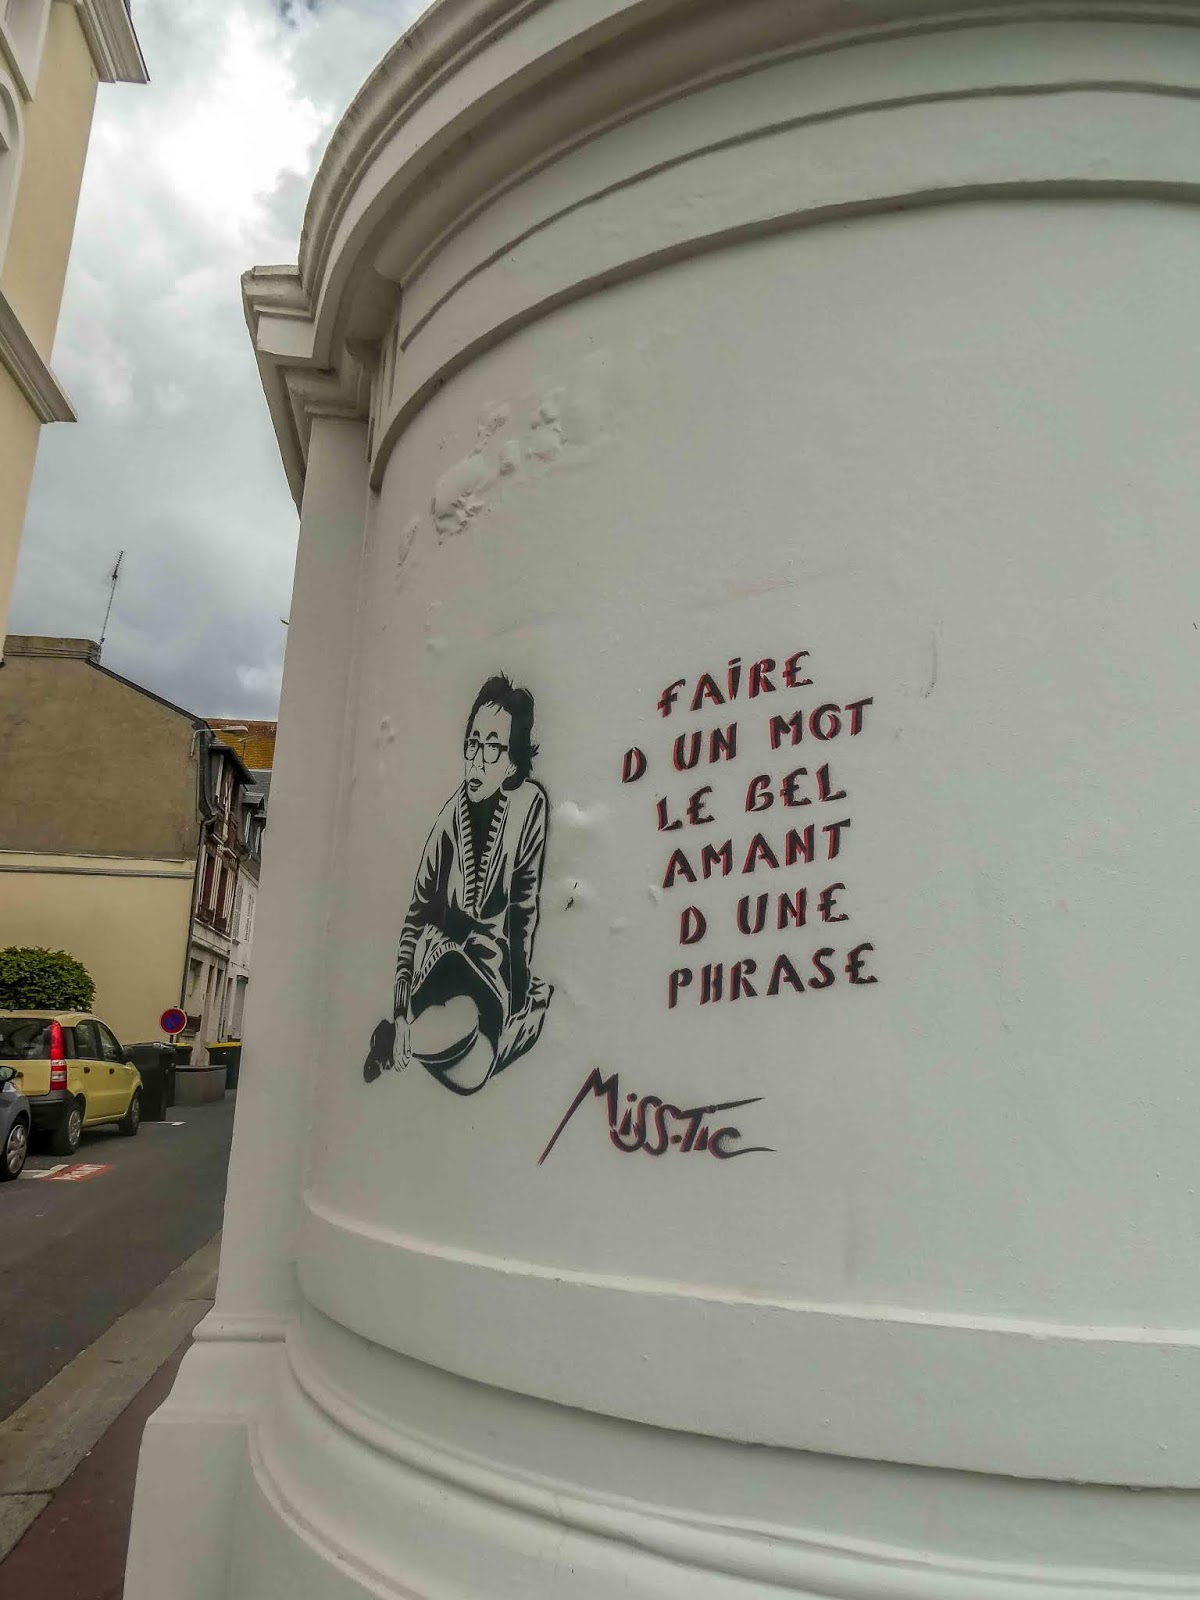 FAIRE
D UN MOT
LE BEL
AMANT
D UNE
PHRASE
MISS.TIC